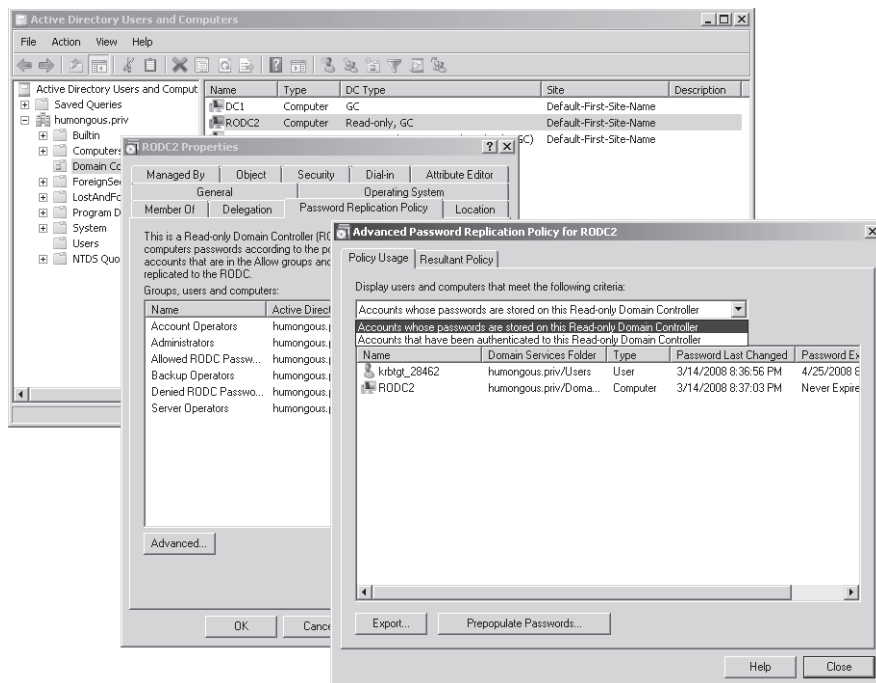 Active Directory Users and Computers
File Action View Help
Active Directory Users and Comput
Saved Queries
humongous.priv
Builtin
Computers
Domain Co
ForeignSec
LostAndFo
Program D
System
Users
NTDS Quo
Name Type DC Type Site Description
DC1 Computer GC Default-First-Site-Name
RODC2 Computer Read-only, GC Default-First-Site-Name
GC) Default-First-Site-Name
RODC2 Properties
Managed By Object Security Dial-in Attribute Editor
General Operating System
Member Of Delegation Password Replication Policy Location
This is a Read-only Domain Controller (RO
computers passwords according to the po
accounts that are in the Allow groups and
replicated to the RODC.
Groups, users and computers:
Name Active Direct
Account Operators humongous.p
Administrators humongous.p
Allowed RODC Passw... humongous.p
Backup Operators humongous.p
Denied RODC Passwo... humongous.p
Server Operators humongous.p
Advanced...
OK Cance
Advanced Password Replication Policy for RODC2
Policy Usage Resultant Policy
Display users and computers that meet the following criteria:
Accounts whose passwords are stored on this Read-only Domain Controller
Accounts whose passwords are stored on this Read-only Domain Controller
Accounts that have been authenticated to this Read-only Domain Controller
Name Domain Services Folder Type Password Last Changed Password Ex
krbtgt_28462 humongous.priv/Users User 3/14/2008 8:36:56 PM 4/25/2008 8
RODC2 humongous.priv/Doma... Computer 3/14/2008 8:37:03 PM Never Expire
Export... Prepopulate Passwords...
Help Close